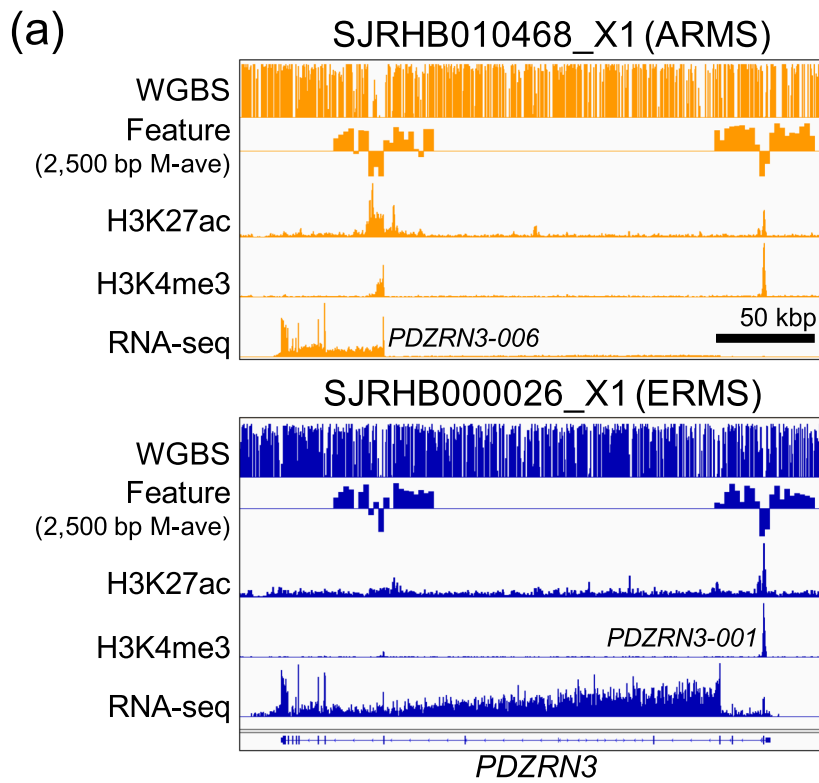 (a)
SJRHB010468_X1 (ARMS)
WGBS
Feature
(2,500 bp M-ave)
H3K27ac
H3K4me3
50 kbp
RNA-seq
PDZRN3-006
SJRHB000026_X1 (ERMS)
WGBS
Feature
(2,500 bp M-ave)
H3K27ac
H3K4me3
PDZRN3-001
RNA-seq
PDZRN3